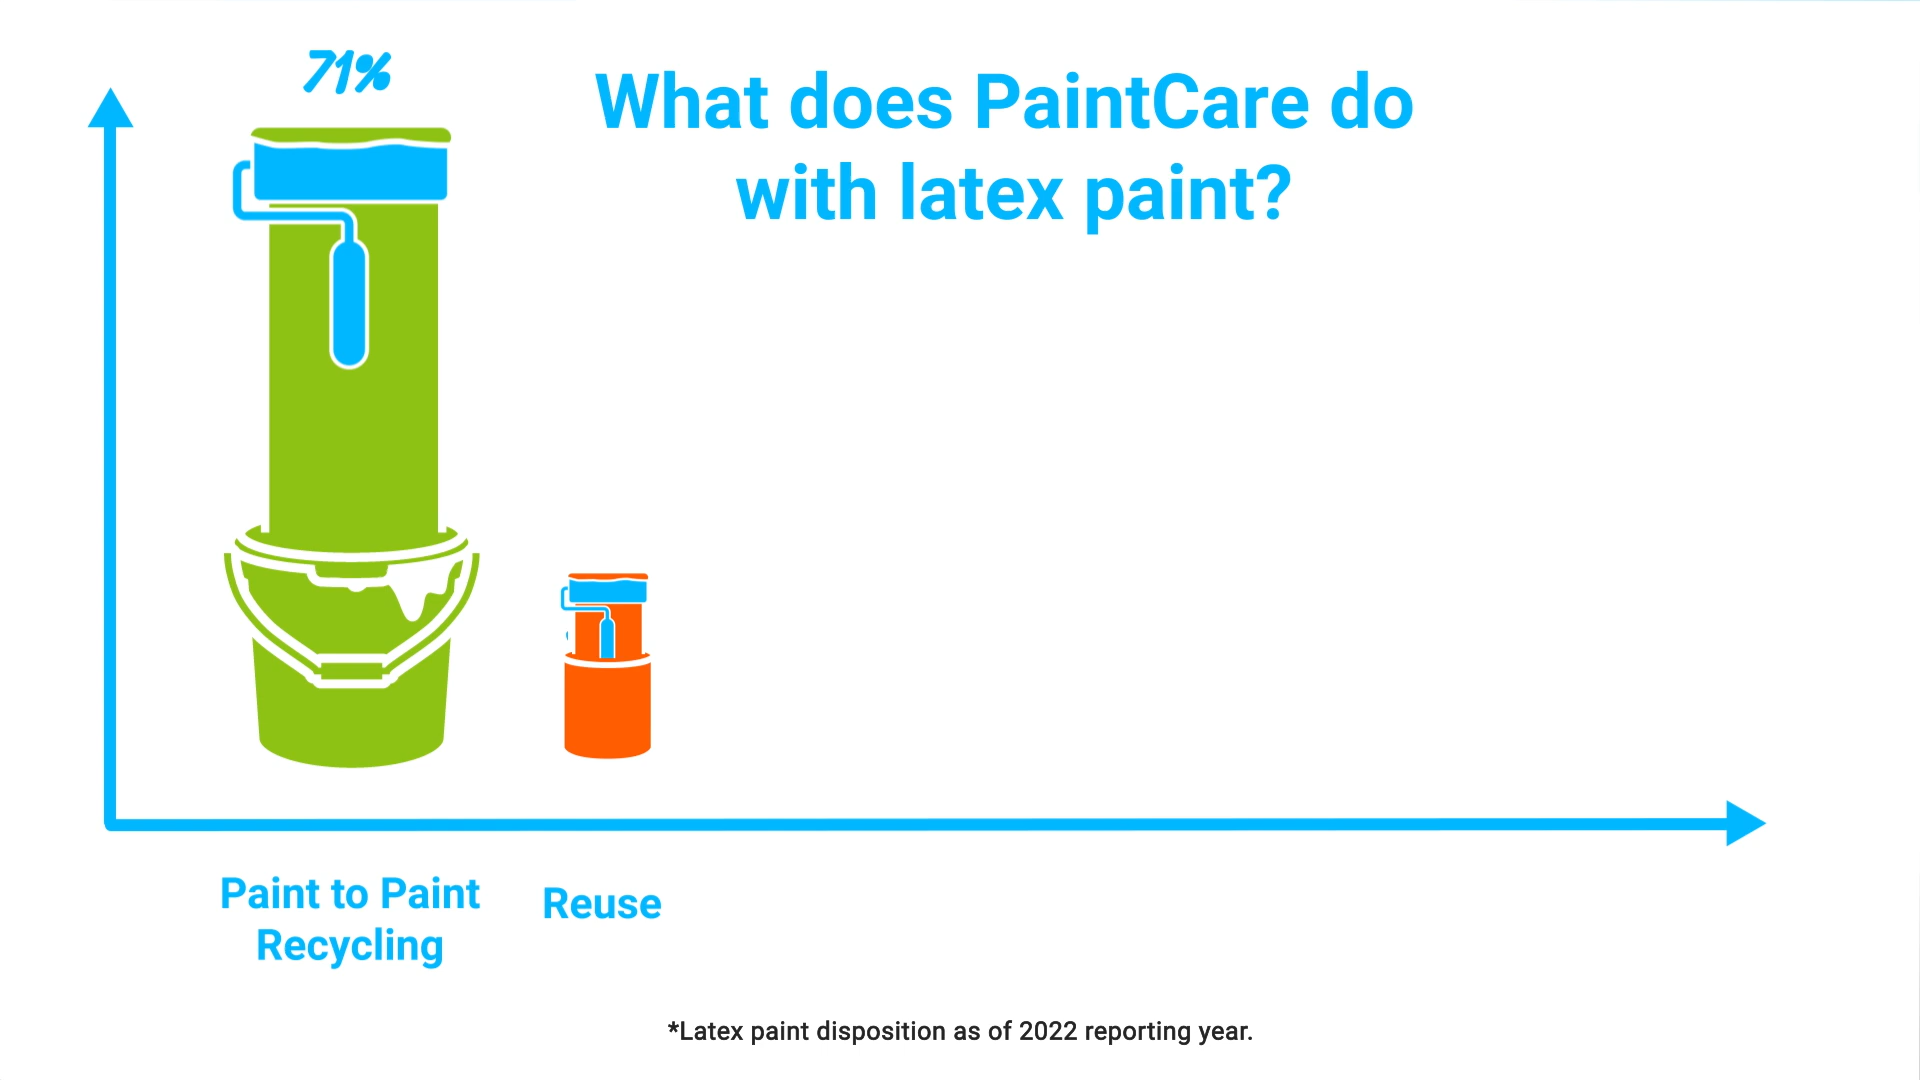 71%
What does PaintCare do
with latex paint?
Paint to Paint
Recycling
Reuse
*Latex paint disposition as of 2022 reporting year.